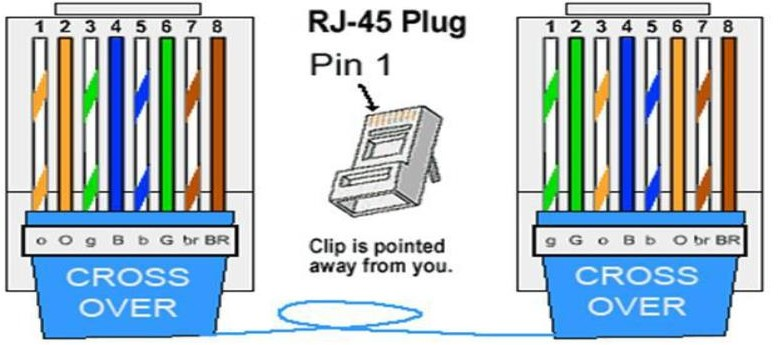 1 2 3 4 5 6 7 8
o O g B b G br BR
CROSS
OVER
RJ-45 Plug
Pin 1
Clip is pointed
away from you.
1 2 3 4 5 6 7 8
g G o B b O br BR
CROSS
OVER